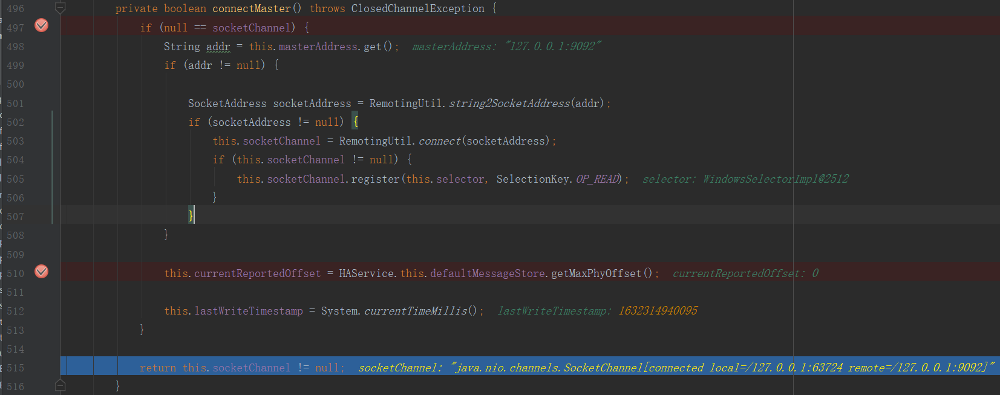 496 private boolean connectMaster() throws ClosedChannelException {
497 if (null == socketChannel) {
498 String addr = this.masterAddress.get(); masterAddress: "127.0.0.1:9092"
499 if (addr != null) {
500
501 SocketAddress socketAddress = RemotingUtil.string2SocketAddress(addr);
502 if (socketAddress != null) {
503 this.socketChannel = RemotingUtil.connect(socketAddress);
504 if (this.socketChannel != null) {
505 this.socketChannel.register(this.selector, SelectionKey.OP_READ); selector: WindowsSelectorImpl@2512
506 }
507 }
508 }
509
510 this.currentReportedOffset = HAService.this.defaultMessageStore.getMaxPhyOffset(); currentReportedOffset: 0
511
512 this.lastWriteTimestamp = System.currentTimeMillis(); lastWriteTimestamp: 1632314940095
513 }
514
515 return this.socketChannel != null; socketChannel: "java.nio.channels.SocketChannel[connected local=/127.0.0.1:63724 remote=/127.0.0.1:9092]"
516 }